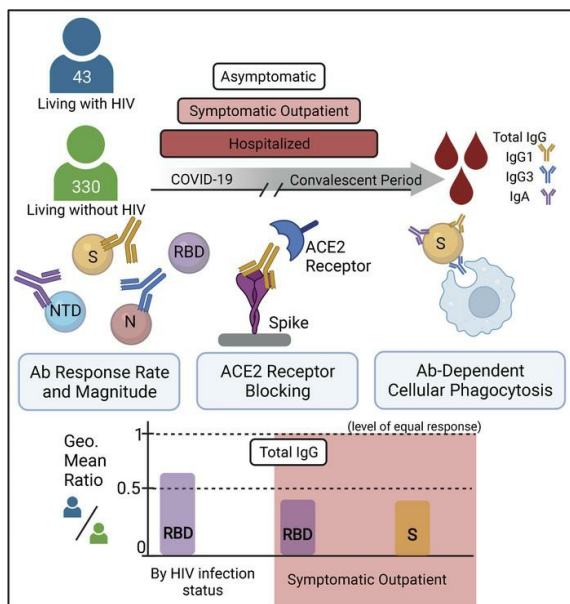 43
Living with HIV
330
Living without HIV
Asymptomatic
Symptomatic Outpatient
Hospitalized
COVID-19
Convalescent Period
Total IgG
IgG1
IgG3
IgA
S
RBD
NTD
N
ACE2
Receptor
Spike
S
Ab Response Rate
and Magnitude
ACE2 Receptor
Blocking
Ab-Dependent
Cellular Phagocytosis
Geo.
Mean
Ratio
1
0.5
0
(level of equal response)
Total IgG
RBD
RBD
S
By HIV infection
status
Symptomatic Outpatient